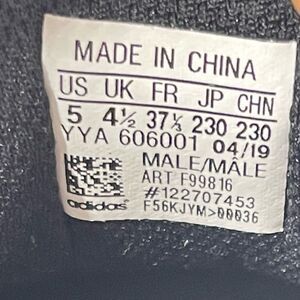 MADE IN CHINA
US UK FR JP CHN
5 4½ 37⅓ 230 230
YYA 606001 04/19
MALE/MÂLE
ART F99816
#122707453
adidas F56KJYM>00036